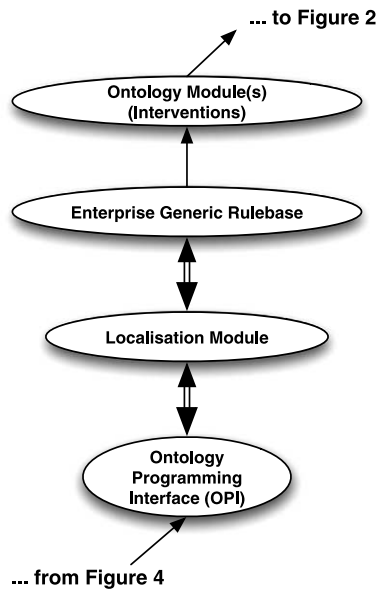 ... to Figure 2
Ontology Module(s)
(Interventions)
Enterprise Generic Rulebase
Localisation Module
Ontology
Programming
Interface (OPI)
... from Figure 4